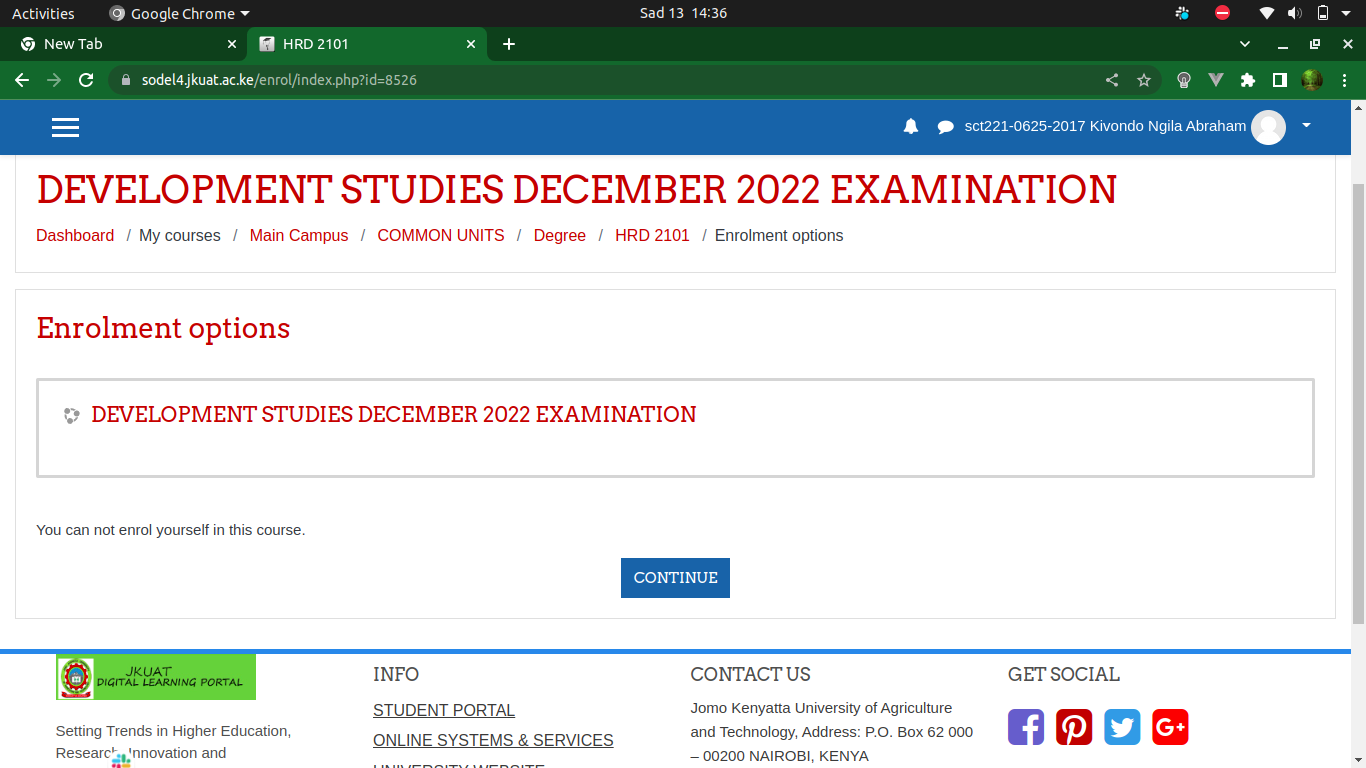 Activities
Google Chrome
Sad 13 14:36
New Tab
HRD 2101
sodel4.jkuat.ac.ke/enrol/index.php?id=8526
sct221-0625-2017 Kivondo Ngila Abraham
DEVELOPMENT STUDIES DECEMBER 2022 EXAMINATION
Dashboard / My courses / Main Campus / COMMON UNITS / Degree / HRD 2101 / Enrolment options
Enrolment options
DEVELOPMENT STUDIES DECEMBER 2022 EXAMINATION
You can not enrol yourself in this course.
CONTINUE
JKUAT
DIGITAL LEARNING PORTAL
Setting Trends in Higher Education,
Research, Innovation and
INFO
STUDENT PORTAL
ONLINE SYSTEMS & SERVICES
UNIVERSITY WEBSITE
CONTACT US
Jomo Kenyatta University of Agriculture
and Technology, Address: P.O. Box 62 000
– 00200 NAIROBI, KENYA
GET SOCIAL